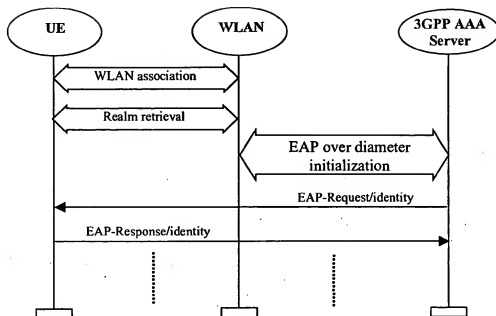 UE
WLAN
3GPP AAA
Server
WLAN association
Realm retrieval
EAP over diameter
initialization
EAP-Request/identity
EAP-Response/identity